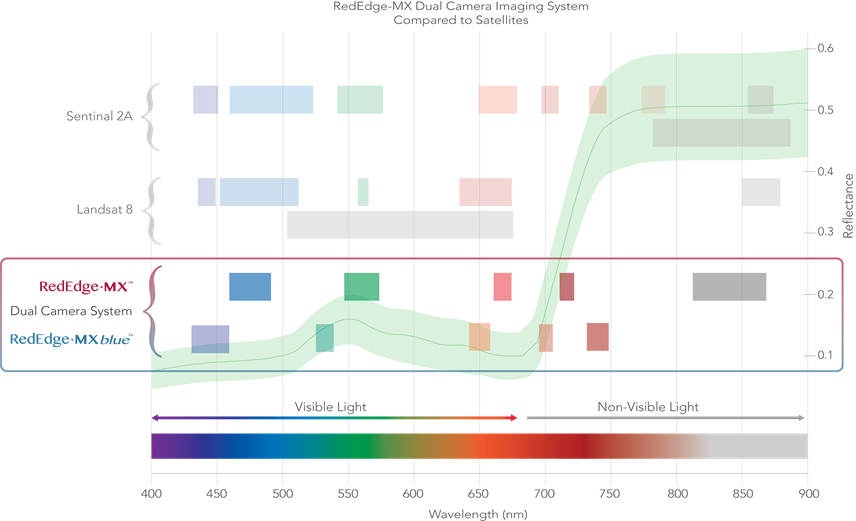 RedEdge-MX Dual Camera Imaging System
Compared to Satellites
0.6
Sentinal 2A
0.5
0.4
Landsat 8
0.3
Reflectance
RedEdge·MX™
0.2
Dual Camera System
RedEdge·MXblue™
0.1
Visible Light
Non-Visible Light
400 450 500 550 600 650 700 750 800 850 900
Wavelength (nm)